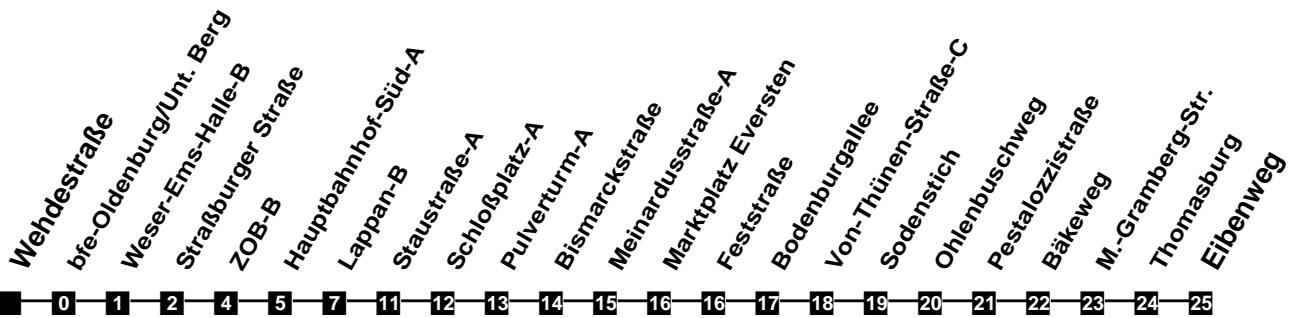 Wehdestraße
bfe-Oldenburg/Unt. Berg
Weser-Ems-Halle-B
Straßburger Straße
ZOB-B
Hauptbahnhof-Süd-A
Lappan-B
Staustraße-A
Schloßplatz-A
Pulverturm-A
Bismarckstraße
Meinardusstraße-A
Marktplatz Eversten
Feststraße
Bodenburgallee
Von-Thünen-Straße-C
Sodenstich
Ohlenbuschweg
Pestalozzistraße
Bäkeweg
M.-Gramberg-Str.
Thomasburg
Eibenweg
0 1 2 4 5 7 11 12 13 14 15 16 16 17 18 19 20 21 22 23 24 25